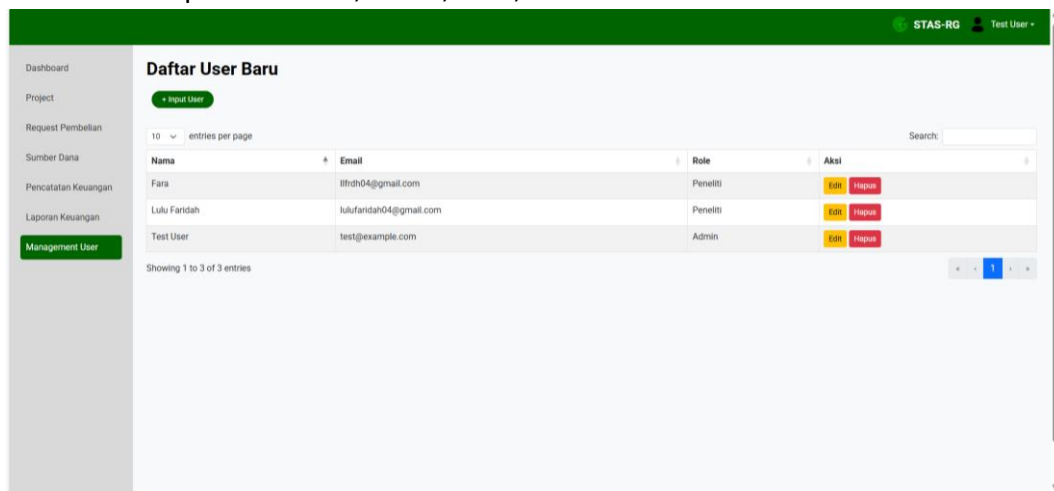 STAS-RG Test User
Dashboard
Project
Request Pembelian
Sumber Dana
Pencatatan Keuangan
Laporan Keuangan
Management User
Daftar User Baru
+ Input User
10 entries per page Search:
Nama Email Role Aksi
Fara llfrdh04@gmail.com Peneliti Edit Hapus
Lulu Faridah lulufaridah04@gmail.com Peneliti Edit Hapus
Test User test@example.com Admin Edit Hapus
Showing 1 to 3 of 3 entries « ‹ 1 › »